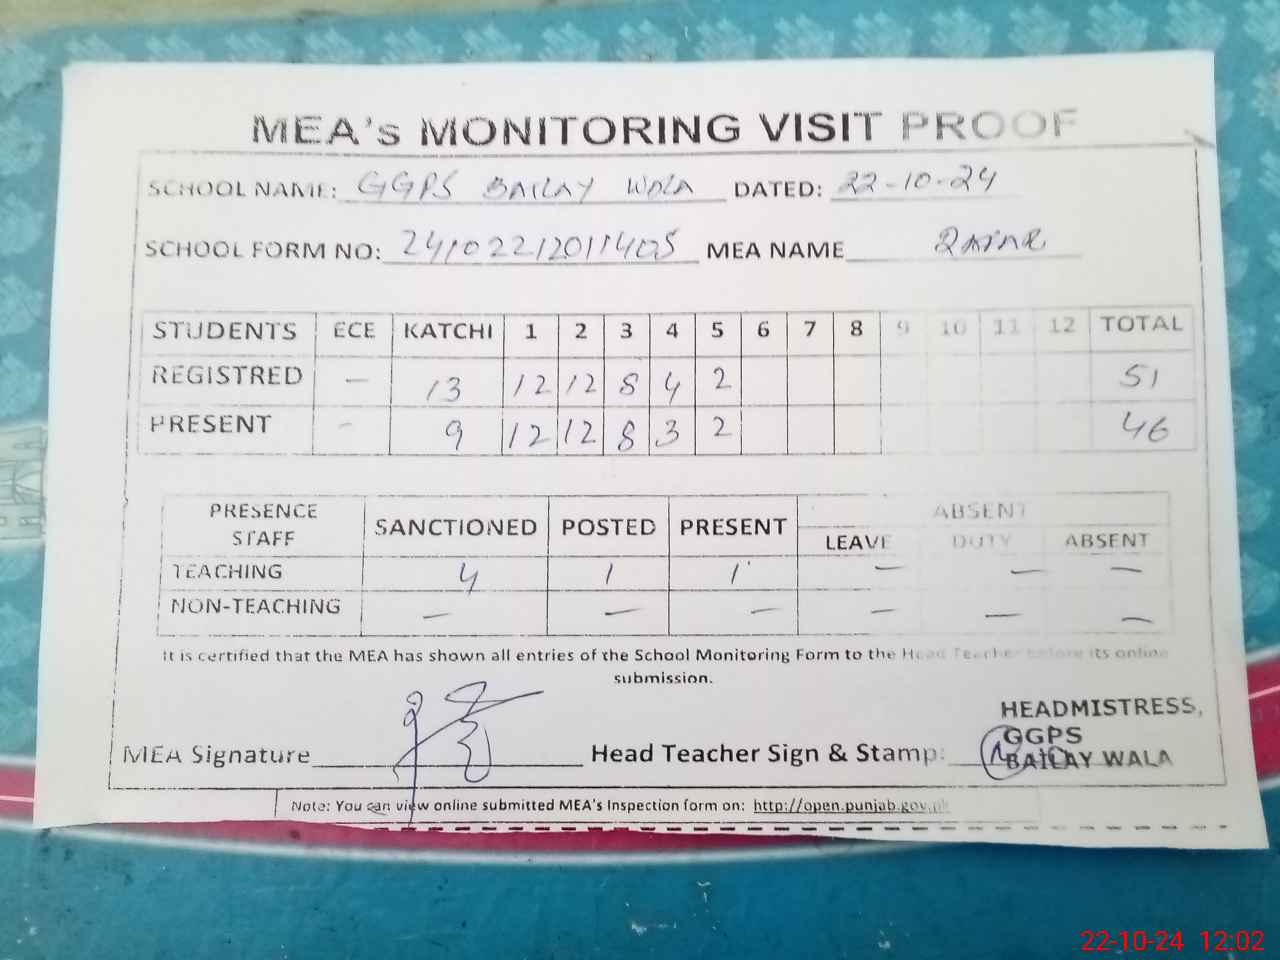 MEA's MONITORING VISIT PROOF
SCHOOL NAME: GGPS BAILAY WALA DATED: 22-10-24
SCHOOL FORM NO: MEA NAME
STUDENTS ECE KATCHI 1 2 3 4 5 6 7 8 9 10 11 12 TOTAL
REGISTRED — 13 12 12 8 4 2 51
PRESENT - 9 12 12 8 3 2 46
PRESENCE STAFF SANCTIONED POSTED PRESENT ABSENT
LEAVE DUTY ABSENT
TEACHING 4 1 1 — — —
NON-TEACHING — — — — — —
It is certified that the MEA has shown all entries of the School Monitoring Form to the Head Teacher before its online
submission.
HEADMISTRESS,
GGPS
MEA Signature Head Teacher Sign & Stamp: BAILAY WALA
Note: You can view online submitted MEA's Inspection form on: http://open.punjab.gov.pk
22-10-24 12:02